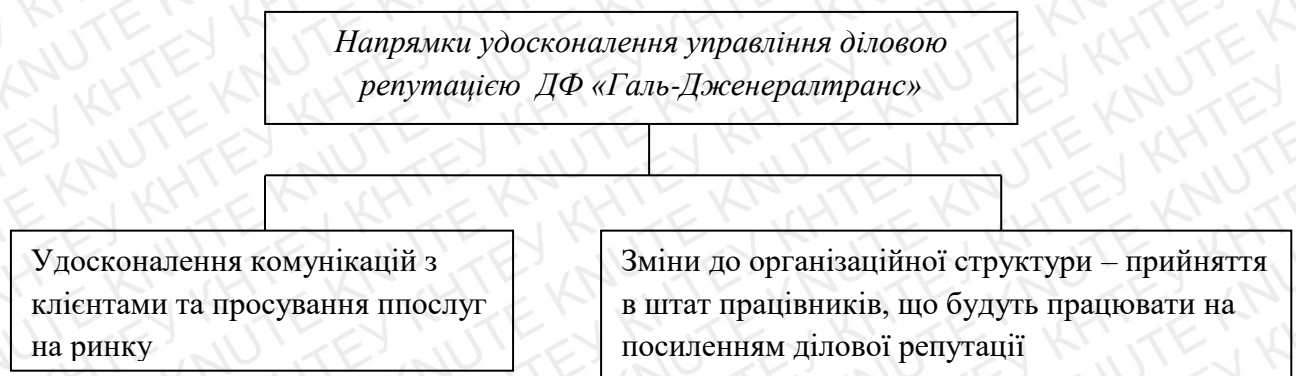 Напрямки удосконалення управління діловою
репутацією ДФ «Галь-Дженералтранс»
Удосконалення комунікацій з
клієнтами та просування ппослуг
на ринку
Зміни до організаційної структури – прийняття
в штат працівників, що будуть працювати на
посиленням ділової репутації